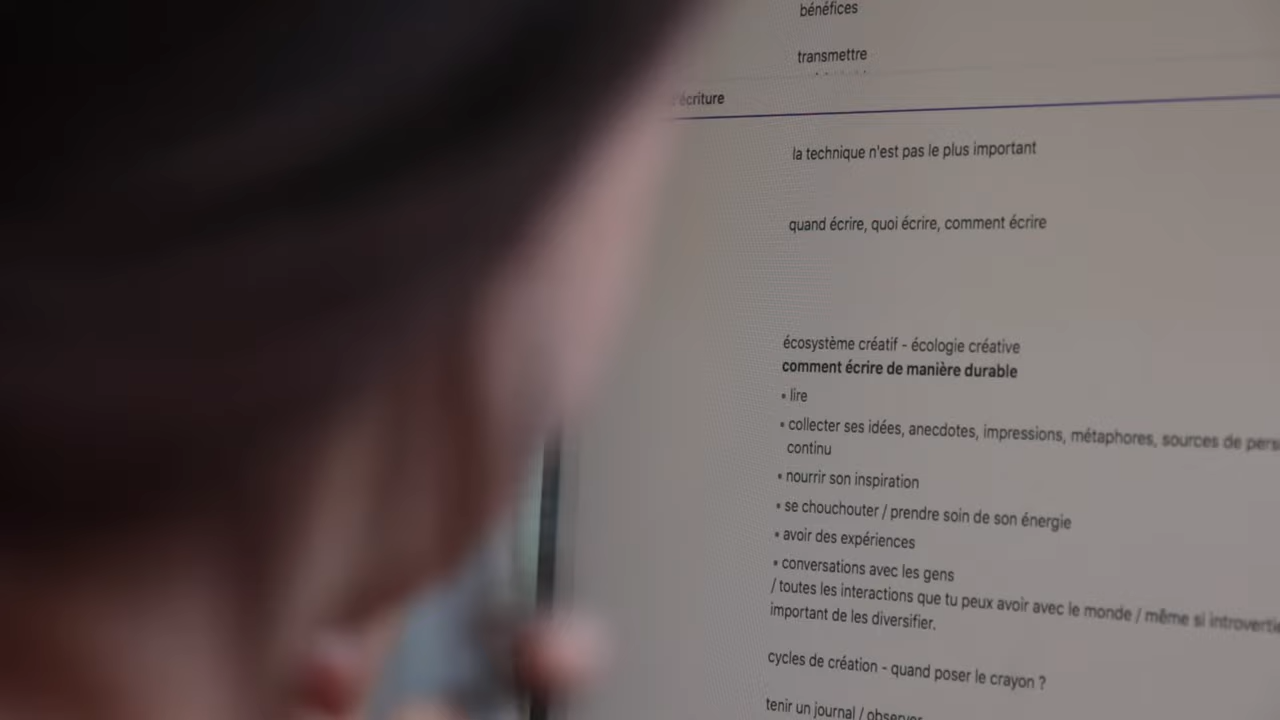 bénéfices
transmettre
écriture
la technique n'est pas le plus important
quand écrire, quoi écrire, comment écrire
écosystème créatif - écologie créative
comment écrire de manière durable
▪ lire
▪ collecter ses idées, anecdotes, impressions, métaphores, sources de
continu
▪ nourrir son inspiration
▪ se chouchouter / prendre soin de son énergie
▪ avoir des expériences
▪ conversations avec les gens
/ toutes les interactions que tu peux avoir avec le monde / même si
important de les diversifier.
cycles de création - quand poser le crayon ?
tenir un journal / observer